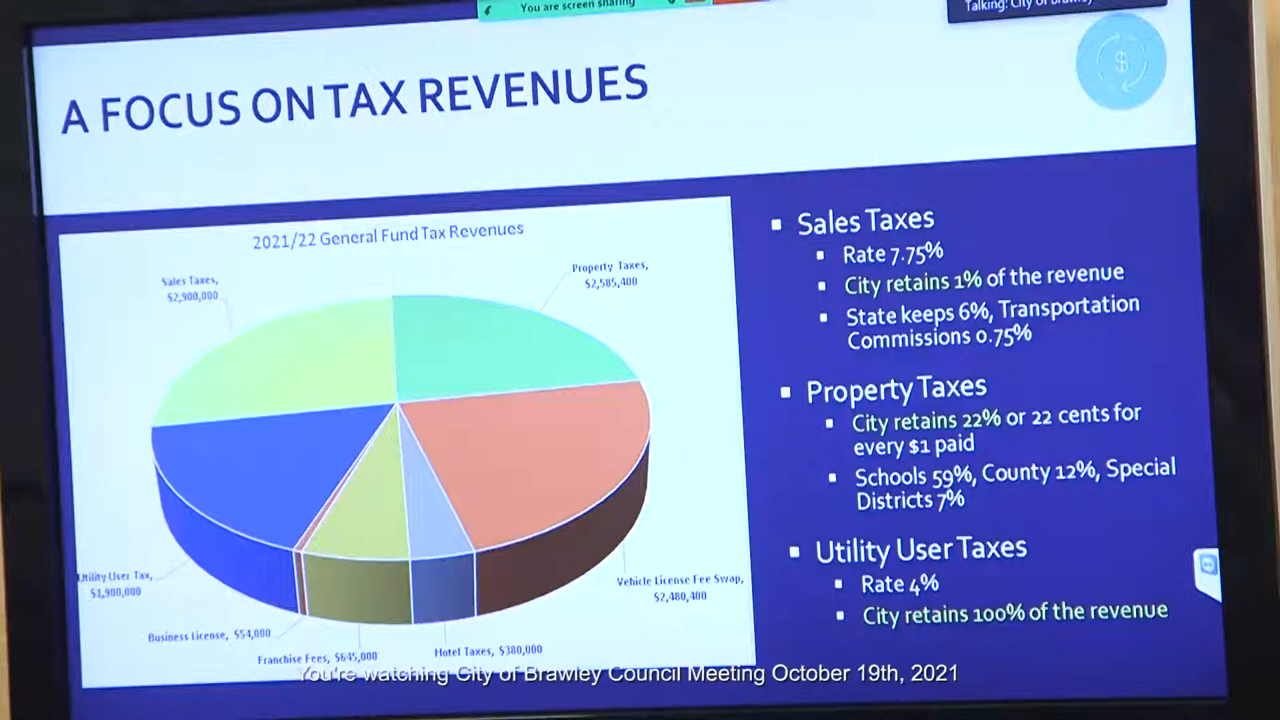 You are screen sharing
Talking: City of Brawley
A FOCUS ON TAX REVENUES
$
2021/22 General Fund Tax Revenues
Sales Taxes,
$2,900,000
Property Taxes,
$2,585,400
Utility User Tax,
$1,900,000
Business License, $54,000
Franchise Fees, $645,000
Hotel Taxes, $380,000
Vehicle License Fee Swap,
$2,480,400
▪ Sales Taxes
▪ Rate 7.75%
▪ City retains 1% of the revenue
▪ State keeps 6%, Transportation
Commissions 0.75%
▪ Property Taxes
▪ City retains 22% or 22 cents for
every $1 paid
▪ Schools 59%, County 12%, Special
Districts 7%
▪ Utility User Taxes
▪ Rate 4%
▪ City retains 100% of the revenue
You're watching City of Brawley Council Meeting October 19th, 2021